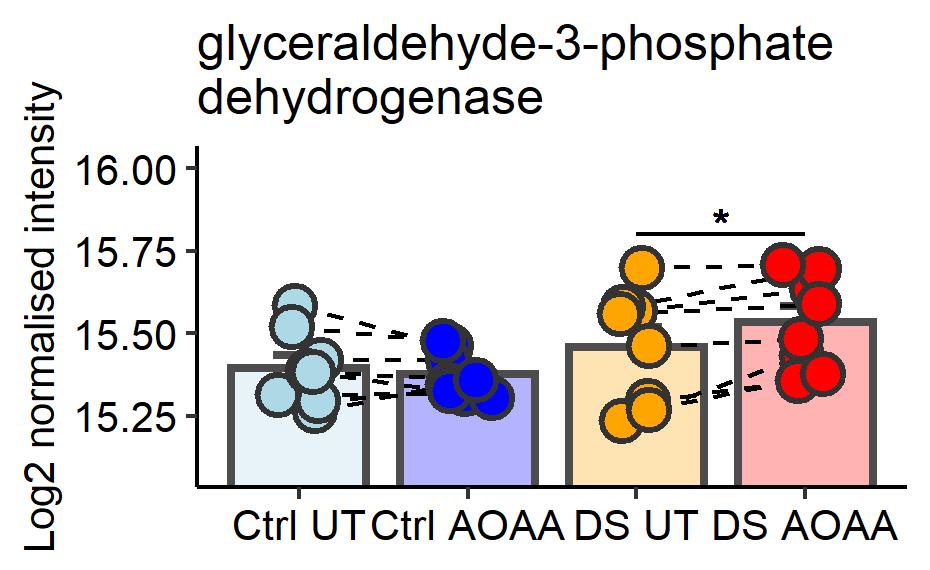 glyceraldehyde-3-phosphate
dehydrogenase
Log2 normalised intensity
16.00
15.75
15.50
15.25
*
Ctrl UT Ctrl AOAA DS UT DS AOAA